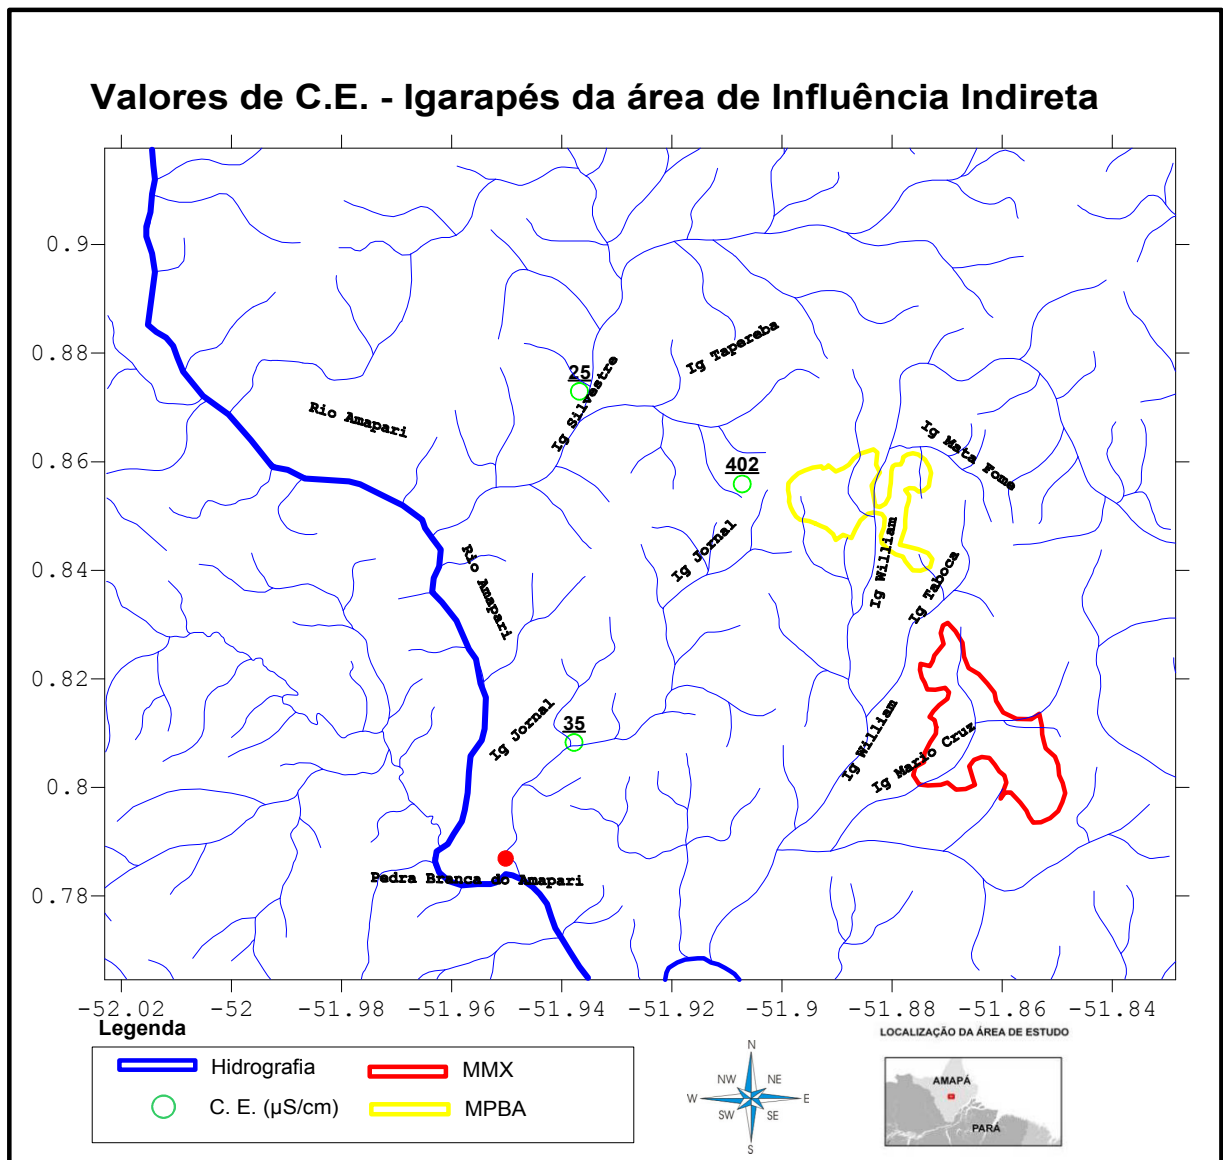 Valores de C.E. - Igarapés da área de Influência Indireta
0.9
0.88
0.86
0.84
0.82
0.8
0.78
Ig Tapereba
25
Ig Silvestre
Rio Amapari
Ig Mata Fome
402
Ig Jornal
Ig William
Rio Amapari
Ig Taboca
Ig Jornal
35
Ig William
Ig Mario Cruz
Pedra Branca do Amapari
-52.02 -52 -51.98 -51.96 -51.94 -51.92 -51.9 -51.88 -51.86 -51.84
Legenda
Hidrografia
MMX
C. E. (µS/cm)
MPBA
N
NW NE
W E
SW SE
S
LOCALIZAÇÃO DA ÁREA DE ESTUDO
AMAPÁ
PARÁ